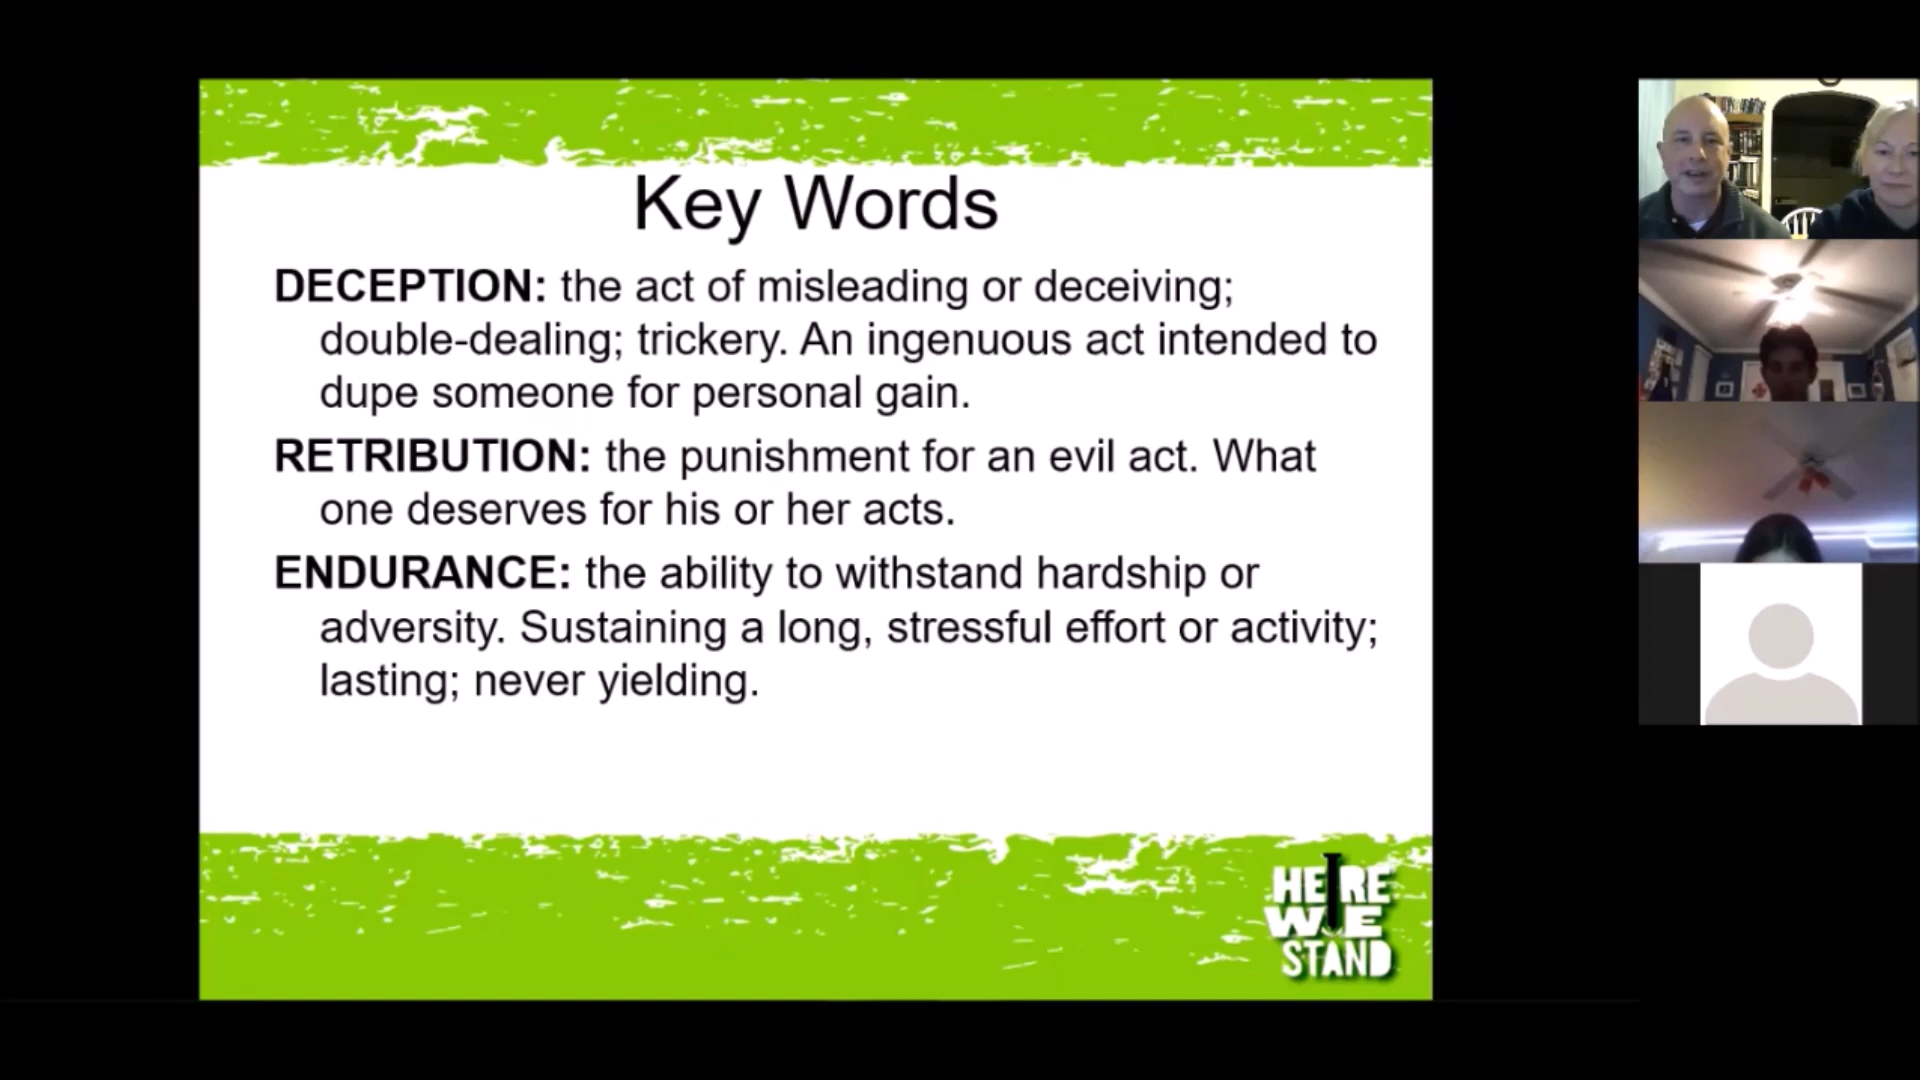 Key Words
DECEPTION: the act of misleading or deceiving;
double-dealing; trickery. An ingenuous act intended to
dupe someone for personal gain.
RETRIBUTION: the punishment for an evil act. What
one deserves for his or her acts.
ENDURANCE: the ability to withstand hardship or
adversity. Sustaining a long, stressful effort or activity;
lasting; never yielding.
HERE
WE
STAND